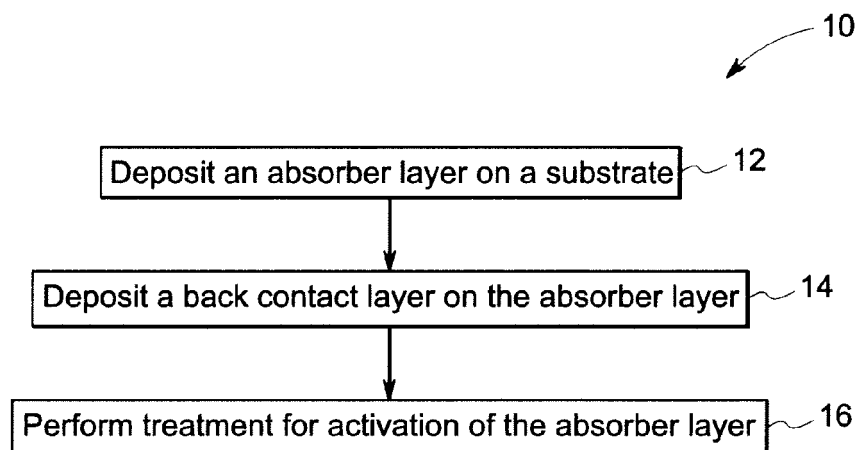 10
Deposit an absorber layer on a substrate 12
Deposit a back contact layer on the absorber layer 14
Perform treatment for activation of the absorber layer 16